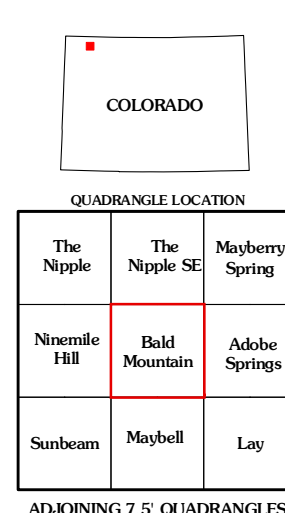 COLORADO
QUADRANGLE LOCATION
The
Nipple
The
Nipple SE
Mayberry
Spring
Ninemile
Hill
Bald
Mountain
Adobe
Springs
Sunbeam
Maybell
Lay
ADJOINING 7.5' QUADRANGLES